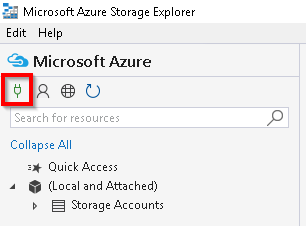 Microsoft Azure Storage Explorer
Edit Help
Microsoft Azure
Search for resources
Collapse All
Quick Access
(Local and Attached)
Storage Accounts